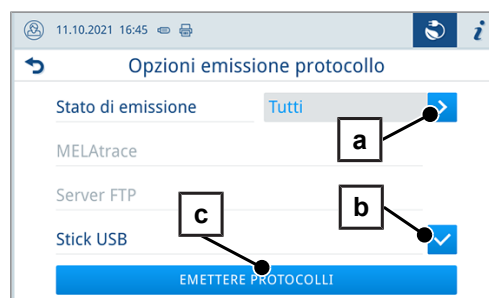 11.10.2021 16:45
i
Opzioni emissione protocollo
Stato di emissione Tutti
a
MELAtrace
Server FTP
b
c
Stick USB
EMETTERE PROTOCOLLI